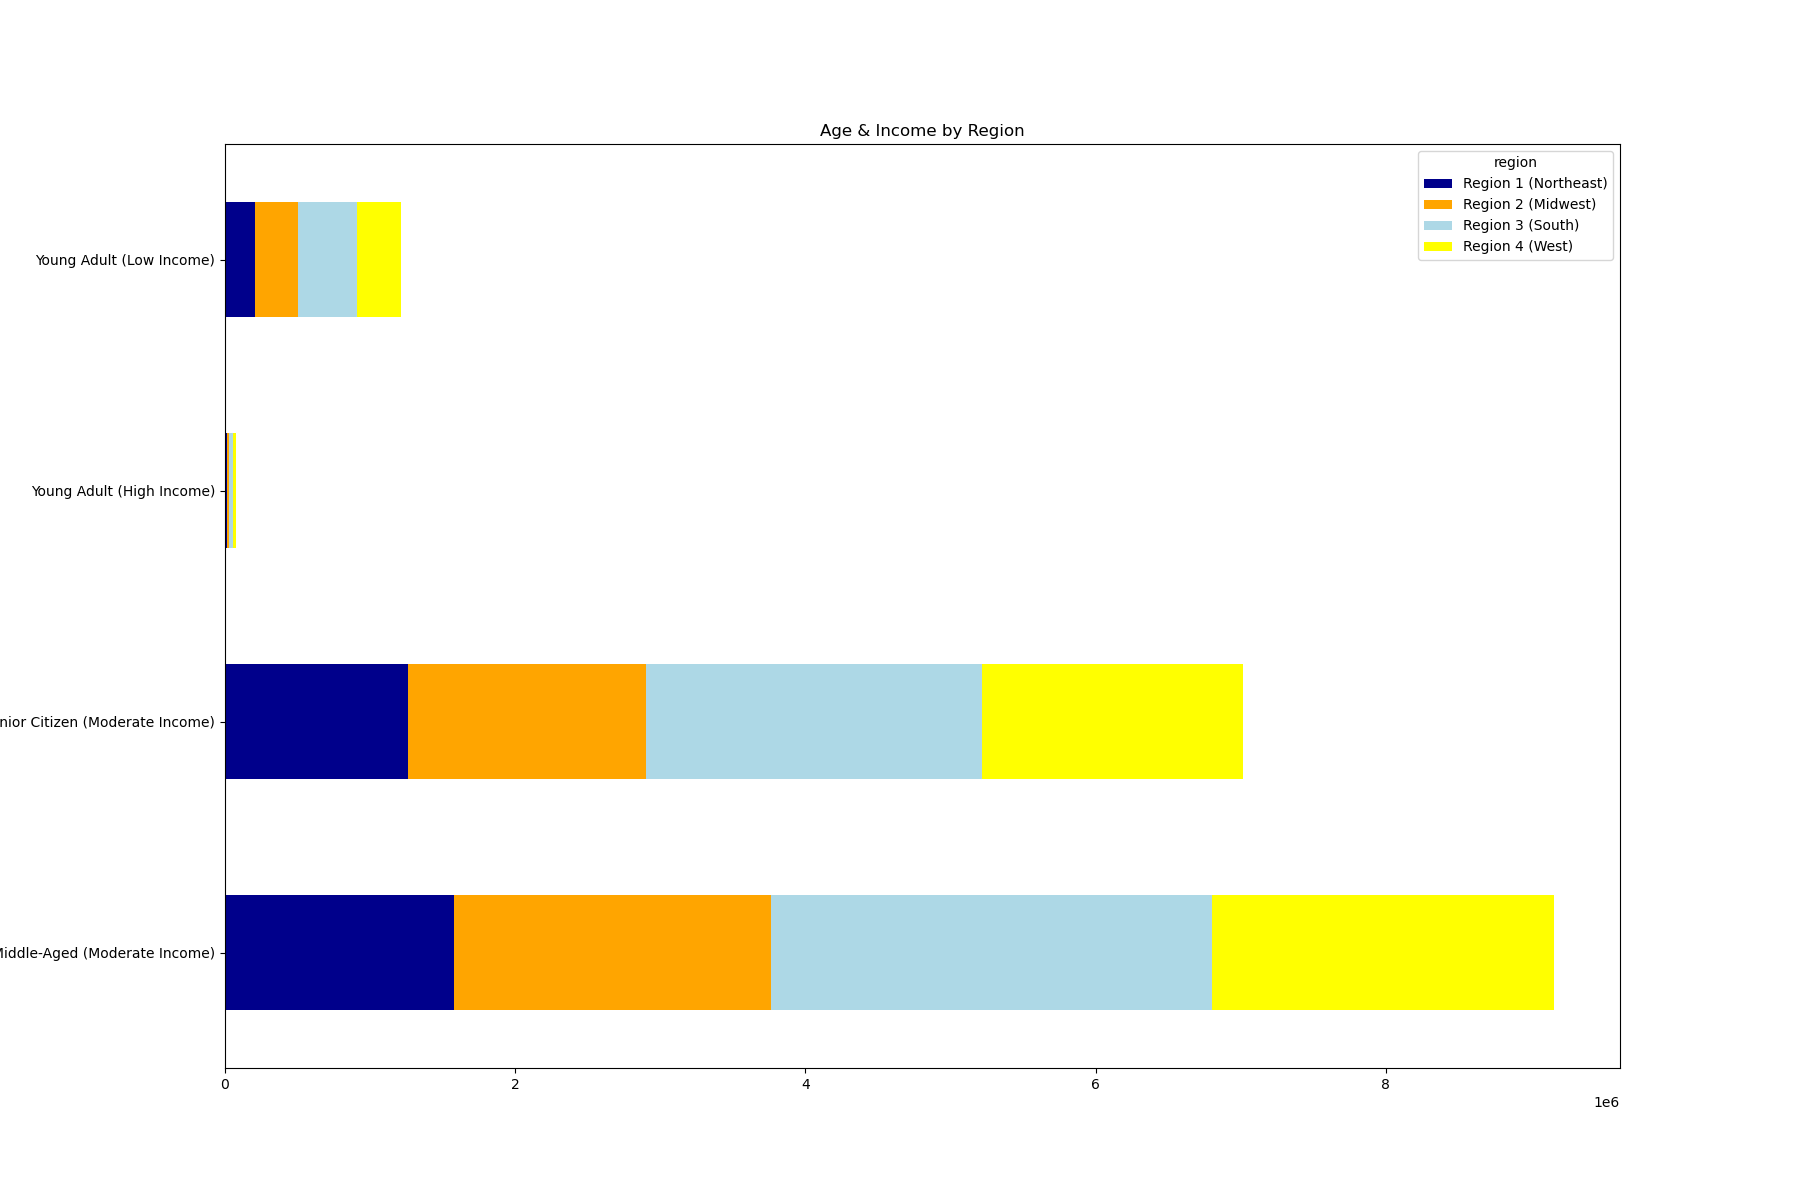 Age & Income by Region
region
Region 1 (Northeast)
Region 2 (Midwest)
Region 3 (South)
Region 4 (West)
Young Adult (Low Income)
Young Adult (High Income)
nior Citizen (Moderate Income)
Middle-Aged (Moderate Income)
0 2 4 6 8
1e6